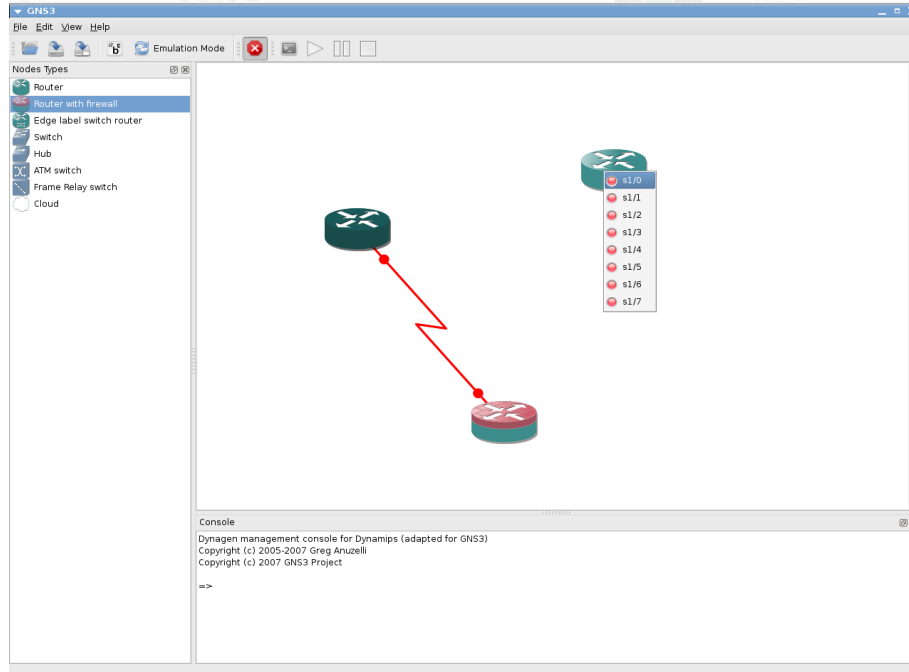 GNS3
File Edit View Help
"b" Emulation Mode
Nodes Types
Router
Router with firewall
Edge label switch router
Switch
Hub
ATM switch
Frame Relay switch
Cloud
s1/0
s1/1
s1/2
s1/3
s1/4
s1/5
s1/6
s1/7
Console
Dynagen management console for Dynamips (adapted for GNS3)
Copyright (c) 2005-2007 Greg Anuzelli
Copyright (c) 2007 GNS3 Project
=>